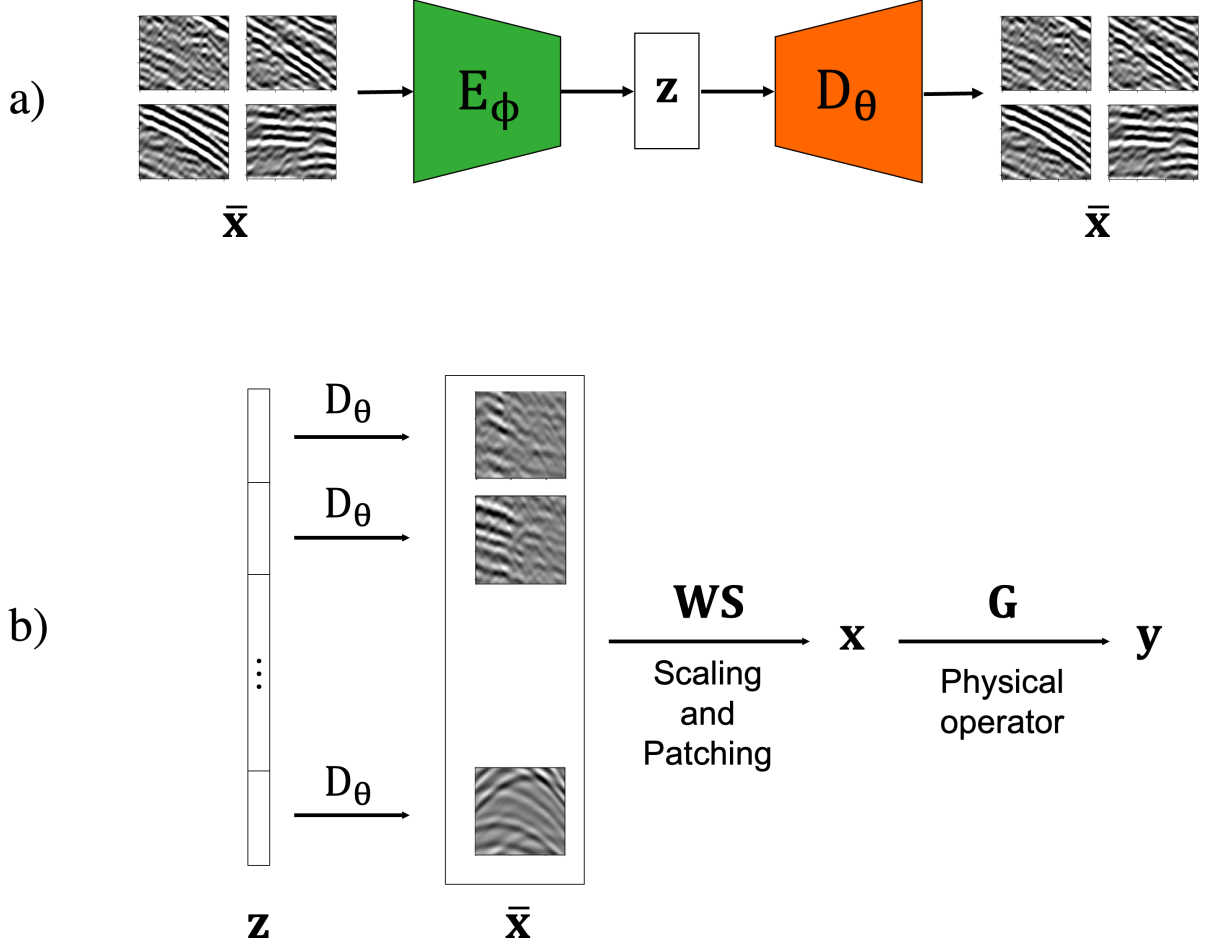 a)
E_ϕ
z
D_θ
x̄
x̄
b)
D_θ
D_θ
⋮
D_θ
WS
Scaling
and
Patching
x
G
Physical
operator
y
z
x̄